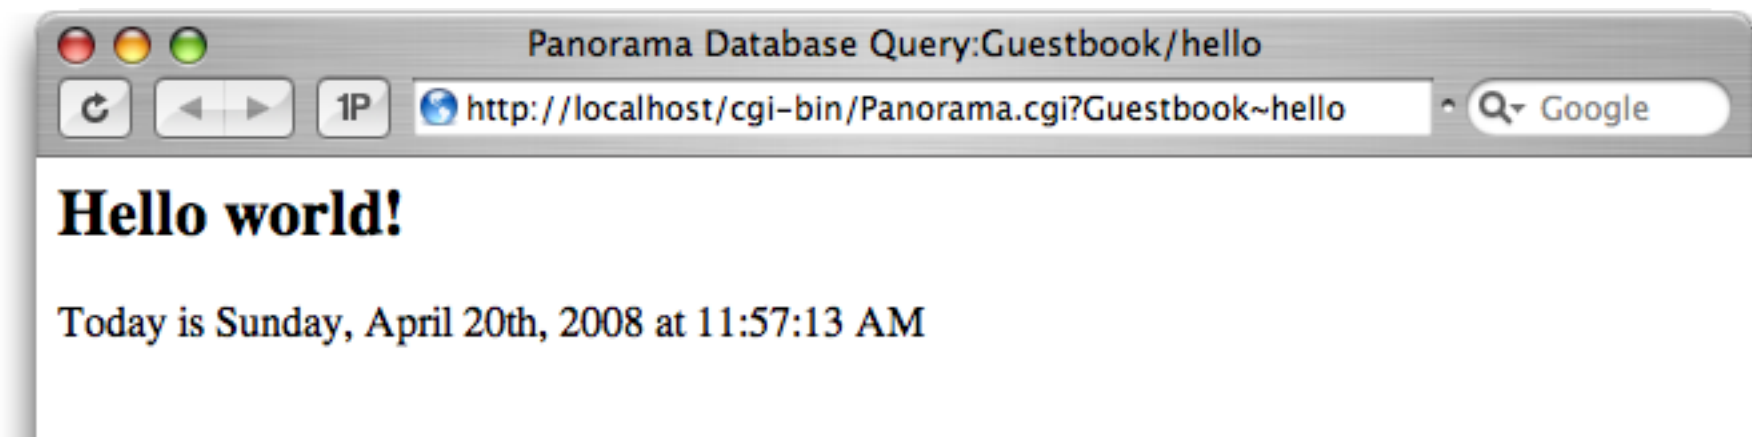 Panorama Database Query:Guestbook/hello
1P http://localhost/cgi-bin/Panorama.cgi?Guestbook~hello Google
Hello world!
Today is Sunday, April 20th, 2008 at 11:57:13 AM